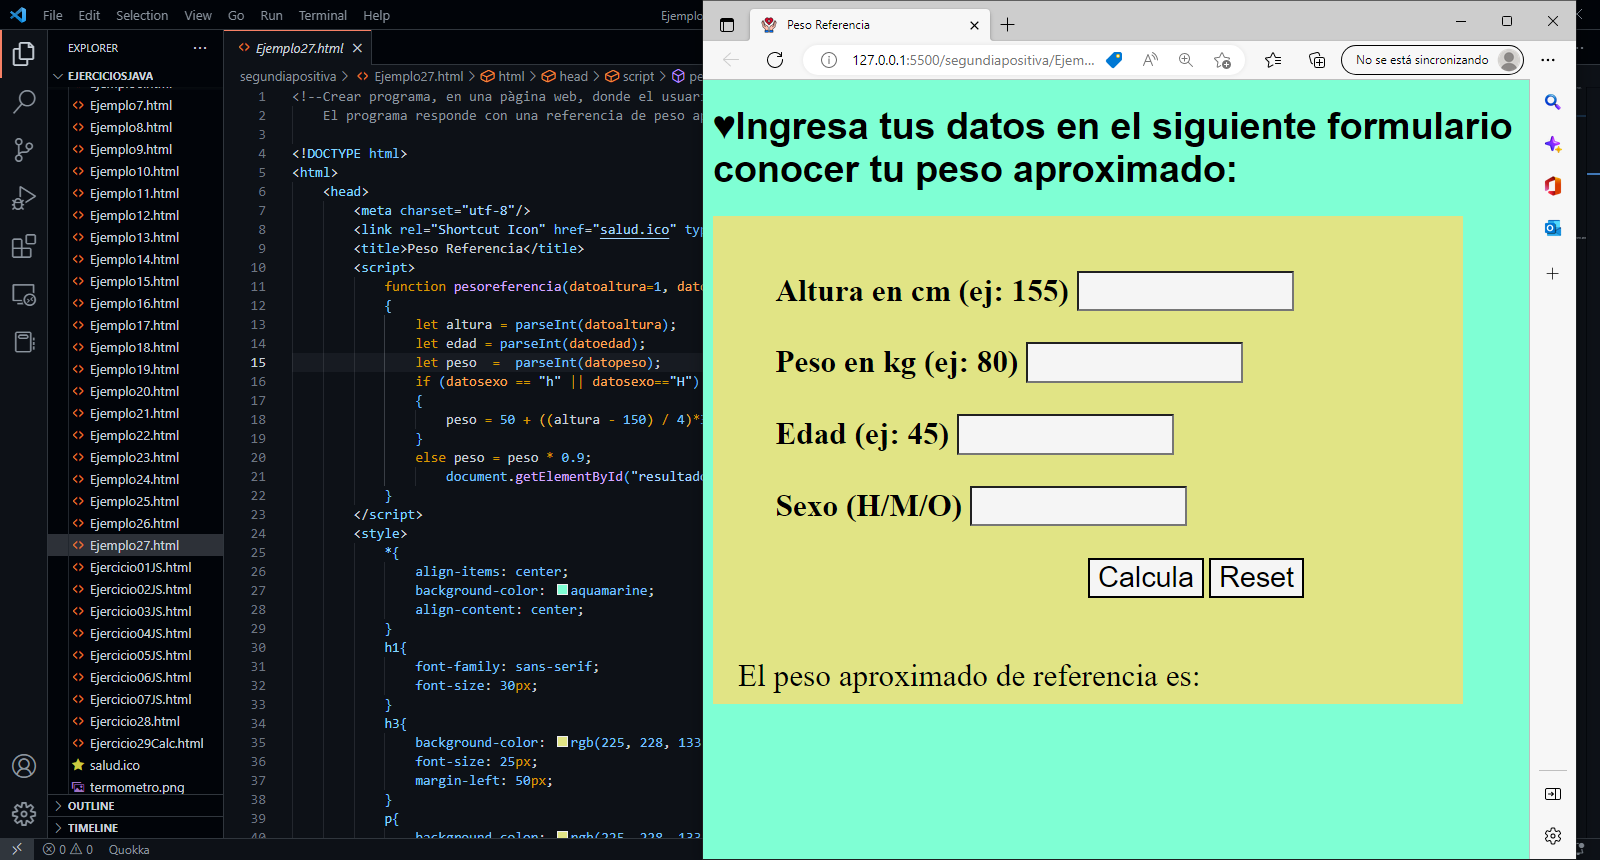 File Edit Selection View Go Run Terminal Help Ejemplo
EXPLORER
EJERCICIOSJAVA
Ejemplo7.html
Ejemplo8.html
Ejemplo9.html
Ejemplo10.html
Ejemplo11.html
Ejemplo12.html
Ejemplo13.html
Ejemplo14.html
Ejemplo15.html
Ejemplo16.html
Ejemplo17.html
Ejemplo18.html
Ejemplo19.html
Ejemplo20.html
Ejemplo21.html
Ejemplo22.html
Ejemplo23.html
Ejemplo24.html
Ejemplo25.html
Ejemplo26.html
Ejemplo27.html
Ejercicio01JS.html
Ejercicio02JS.html
Ejercicio03JS.html
Ejercicio04JS.html
Ejercicio05JS.html
Ejercicio06JS.html
Ejercicio07JS.html
Ejercicio28.html
Ejercicio29Calc.html
salud.ico
termometro.png
OUTLINE
TIMELINE
0 0 Quokka
Ejemplo27.html
segundiapositiva > Ejemplo27.html > html > head > script > pe
1 <!--Crear programa, en una pàgina web, donde el usuari
2 El programa responde con una referencia de peso ap
3
4 <!DOCTYPE html>
5 <html>
6 <head>
7 <meta charset="utf-8"/>
8 <link rel="Shortcut Icon" href="salud.ico" typ
9 <title>Peso Referencia</title>
10 <script>
11 function pesoreferencia(datoaltura=1, dato
12 {
13 let altura = parseInt(datoaltura);
14 let edad = parseInt(datoedad);
15 let peso  =  parseInt(datopeso);
16 if (datosexo == "h" || datosexo=="H")
17 {
18 peso = 50 + ((altura - 150) / 4)*
19 }
20 else peso = peso * 0.9;
21 document.getElementById("resultado
22 }
23 </script>
24 <style>
25 *{
26 align-items: center;
27 background-color: aquamarine;
28 align-content: center;
29 }
30 h1{
31 font-family: sans-serif;
32 font-size: 30px;
33 }
34 h3{
35 background-color: rgb(225, 228, 133
36 font-size: 25px;
37 margin-left: 50px;
38 }
39 p{
40 background-color: rgb(225, 228, 133
Peso Referencia
127.0.0.1:5500/segundiapositiva/Ejem...
No se está sincronizando
♥Ingresa tus datos en el siguiente formulario
conocer tu peso aproximado:
Altura en cm (ej: 155)
Peso en kg (ej: 80)
Edad (ej: 45)
Sexo (H/M/O)
Calcula Reset
El peso aproximado de referencia es: